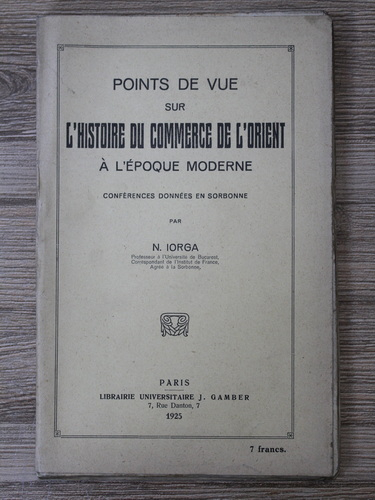 POINTS DE VUE
SUR
L'HISTOIRE DU COMMERCE DE L'ORIENT
À L'ÉPOQUE MODERNE
CONFÉRENCES DONNÉES EN SORBONNE
PAR
N. IORGA
Professeur à l'Université de Bucarest,
Correspondant de l'Institut de France,
Agréé à la Sorbonne,
PARIS
LIBRAIRIE UNIVERSITAIRE J. GAMBER
7, Rue Danton, 7
1925
7 francs.